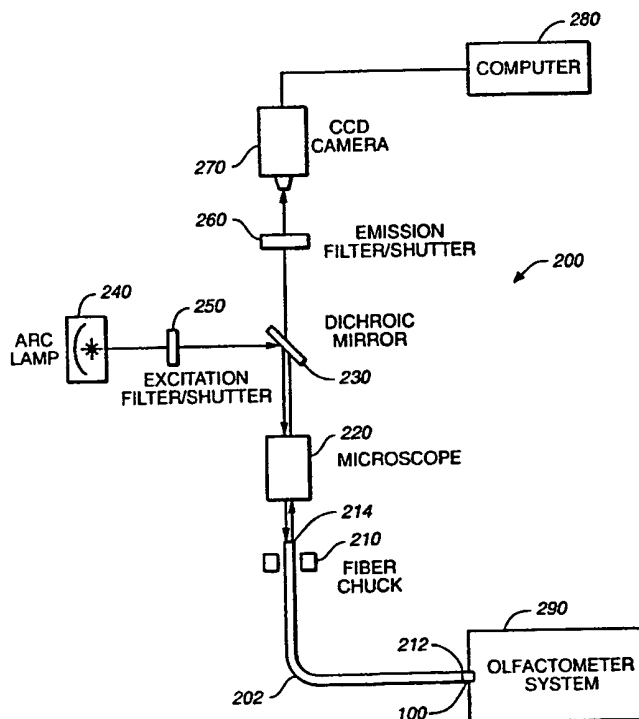 280
COMPUTER
CCD
CAMERA
270
260
EMISSION
FILTER/SHUTTER
200
240
250
DICHROIC
MIRROR
ARC
LAMP
EXCITATION
FILTER/SHUTTER
230
220
MICROSCOPE
214
210
FIBER
CHUCK
290
212
OLFACTOMETER
SYSTEM
202
100